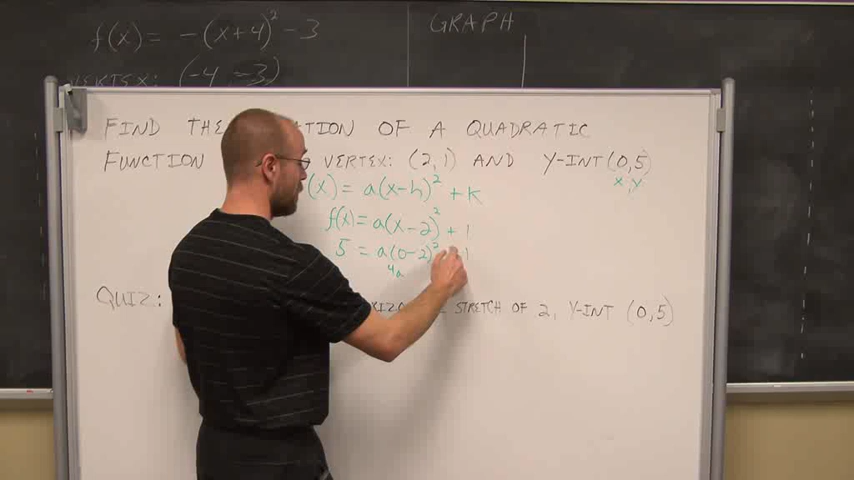 f(x) = -(x+4)² -3
GRAPH
(-4, -3)
FIND THE OF A QUADRATIC
FUNCTION VERTEX: (2,1) AND Y-INT(0,5)
x, y
(x) = a(x-h)² + k
f(x) = a(x-2)² + 1
5 = a(0-2)² 1
4a
QUIZ: STRETCH OF 2, Y-INT (0,5)